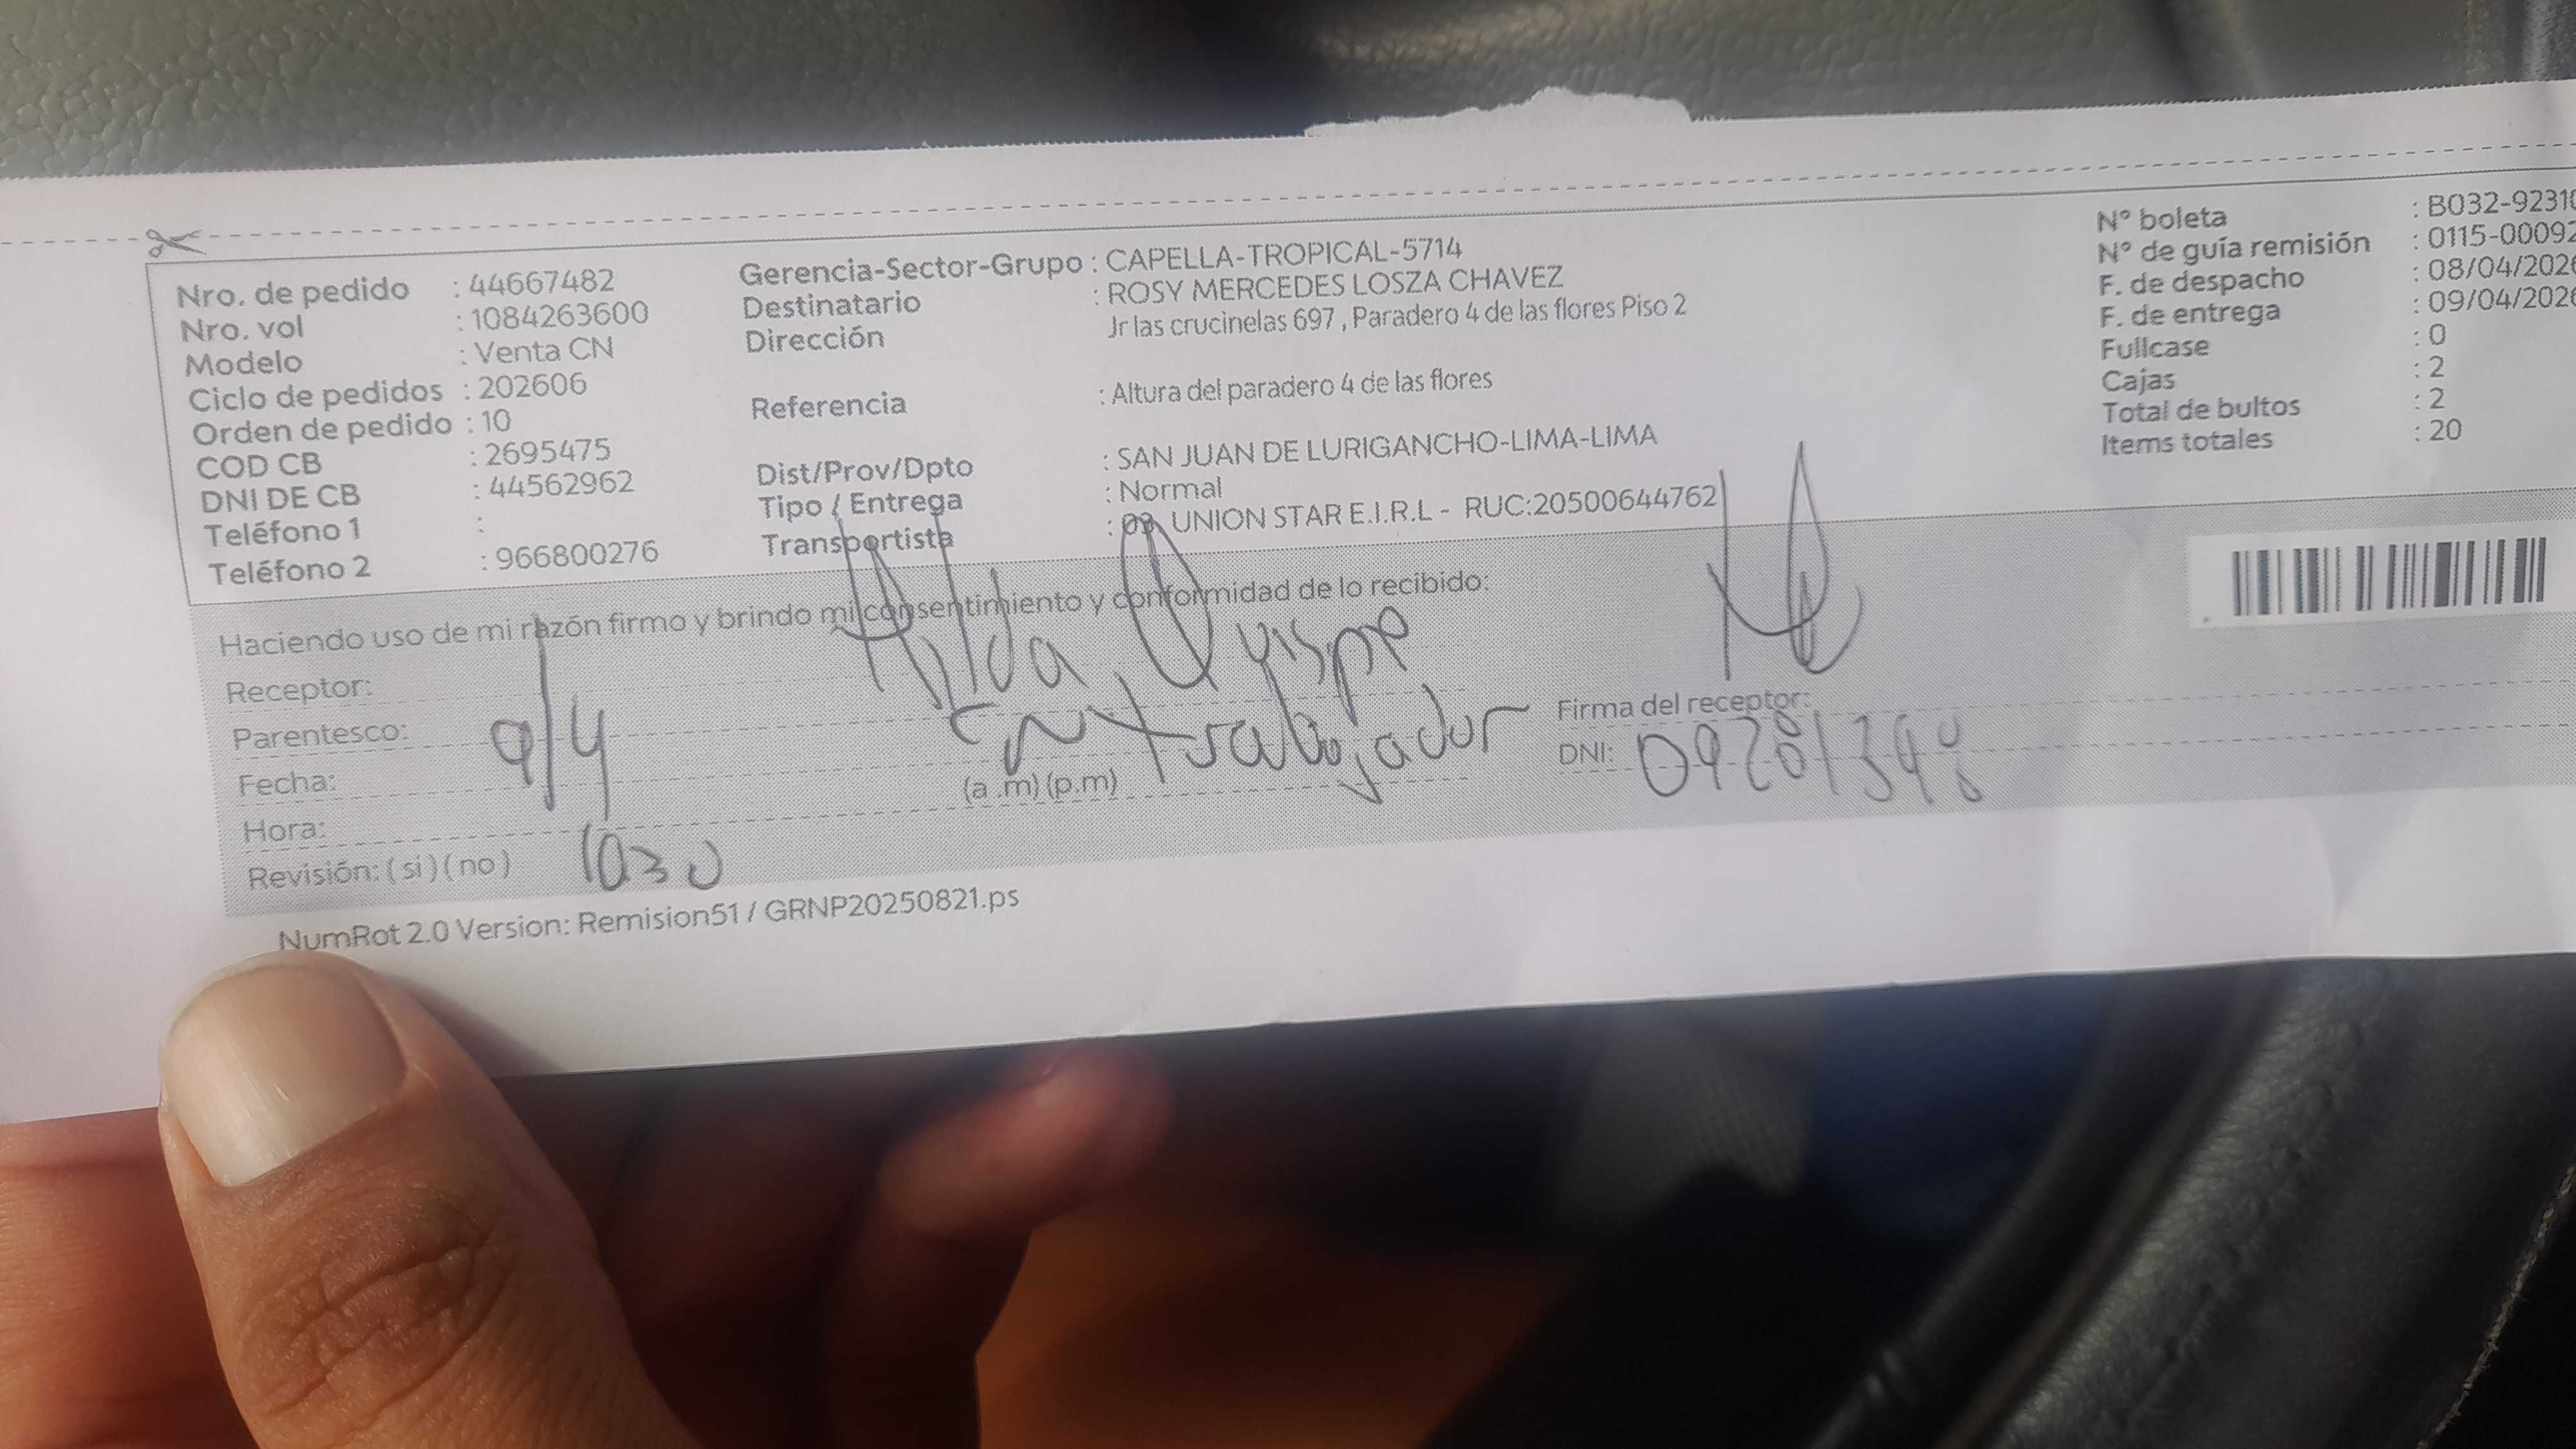 Nro. de pedido : 44667482
Nro. vol : 1084263600
Modelo : Venta CN
Ciclo de pedidos : 202606
Orden de pedido : 10
COD CB : 2695475
DNI DE CB : 44562962
Teléfono 1 :
Teléfono 2 : 966800276
Gerencia-Sector-Grupo : CAPELLA-TROPICAL-5714
Destinatario : ROSY MERCEDES LOSZA CHAVEZ
Dirección Jr las crucinelas 697 , Paradero 4 de las flores Piso 2
Referencia : Altura del paradero 4 de las flores
Dist/Prov/Dpto : SAN JUAN DE LURIGANCHO-LIMA-LIMA
Tipo / Entrega : Normal
Transportista : UNION STAR E.I.R.L - RUC:20500644762
N° boleta : B032-92310
N° de guía remisión : 0115-00092
F. de despacho : 08/04/2026
F. de entrega : 09/04/2026
Fullcase : 0
Cajas : 2
Total de bultos : 2
Items totales : 20
Haciendo uso de mi razón firmo y brindo mi consentimiento y conformidad de lo recibido:
Receptor: Hilda Quispe
Parentesco: trabajador
Fecha: 9/4
Hora: (a .m) (p.m)
1030
Revisión: ( si ) ( no )
Firma del receptor:
DNI:
NumRot 2.0 Version: Remision51 / GRNP20250821.ps